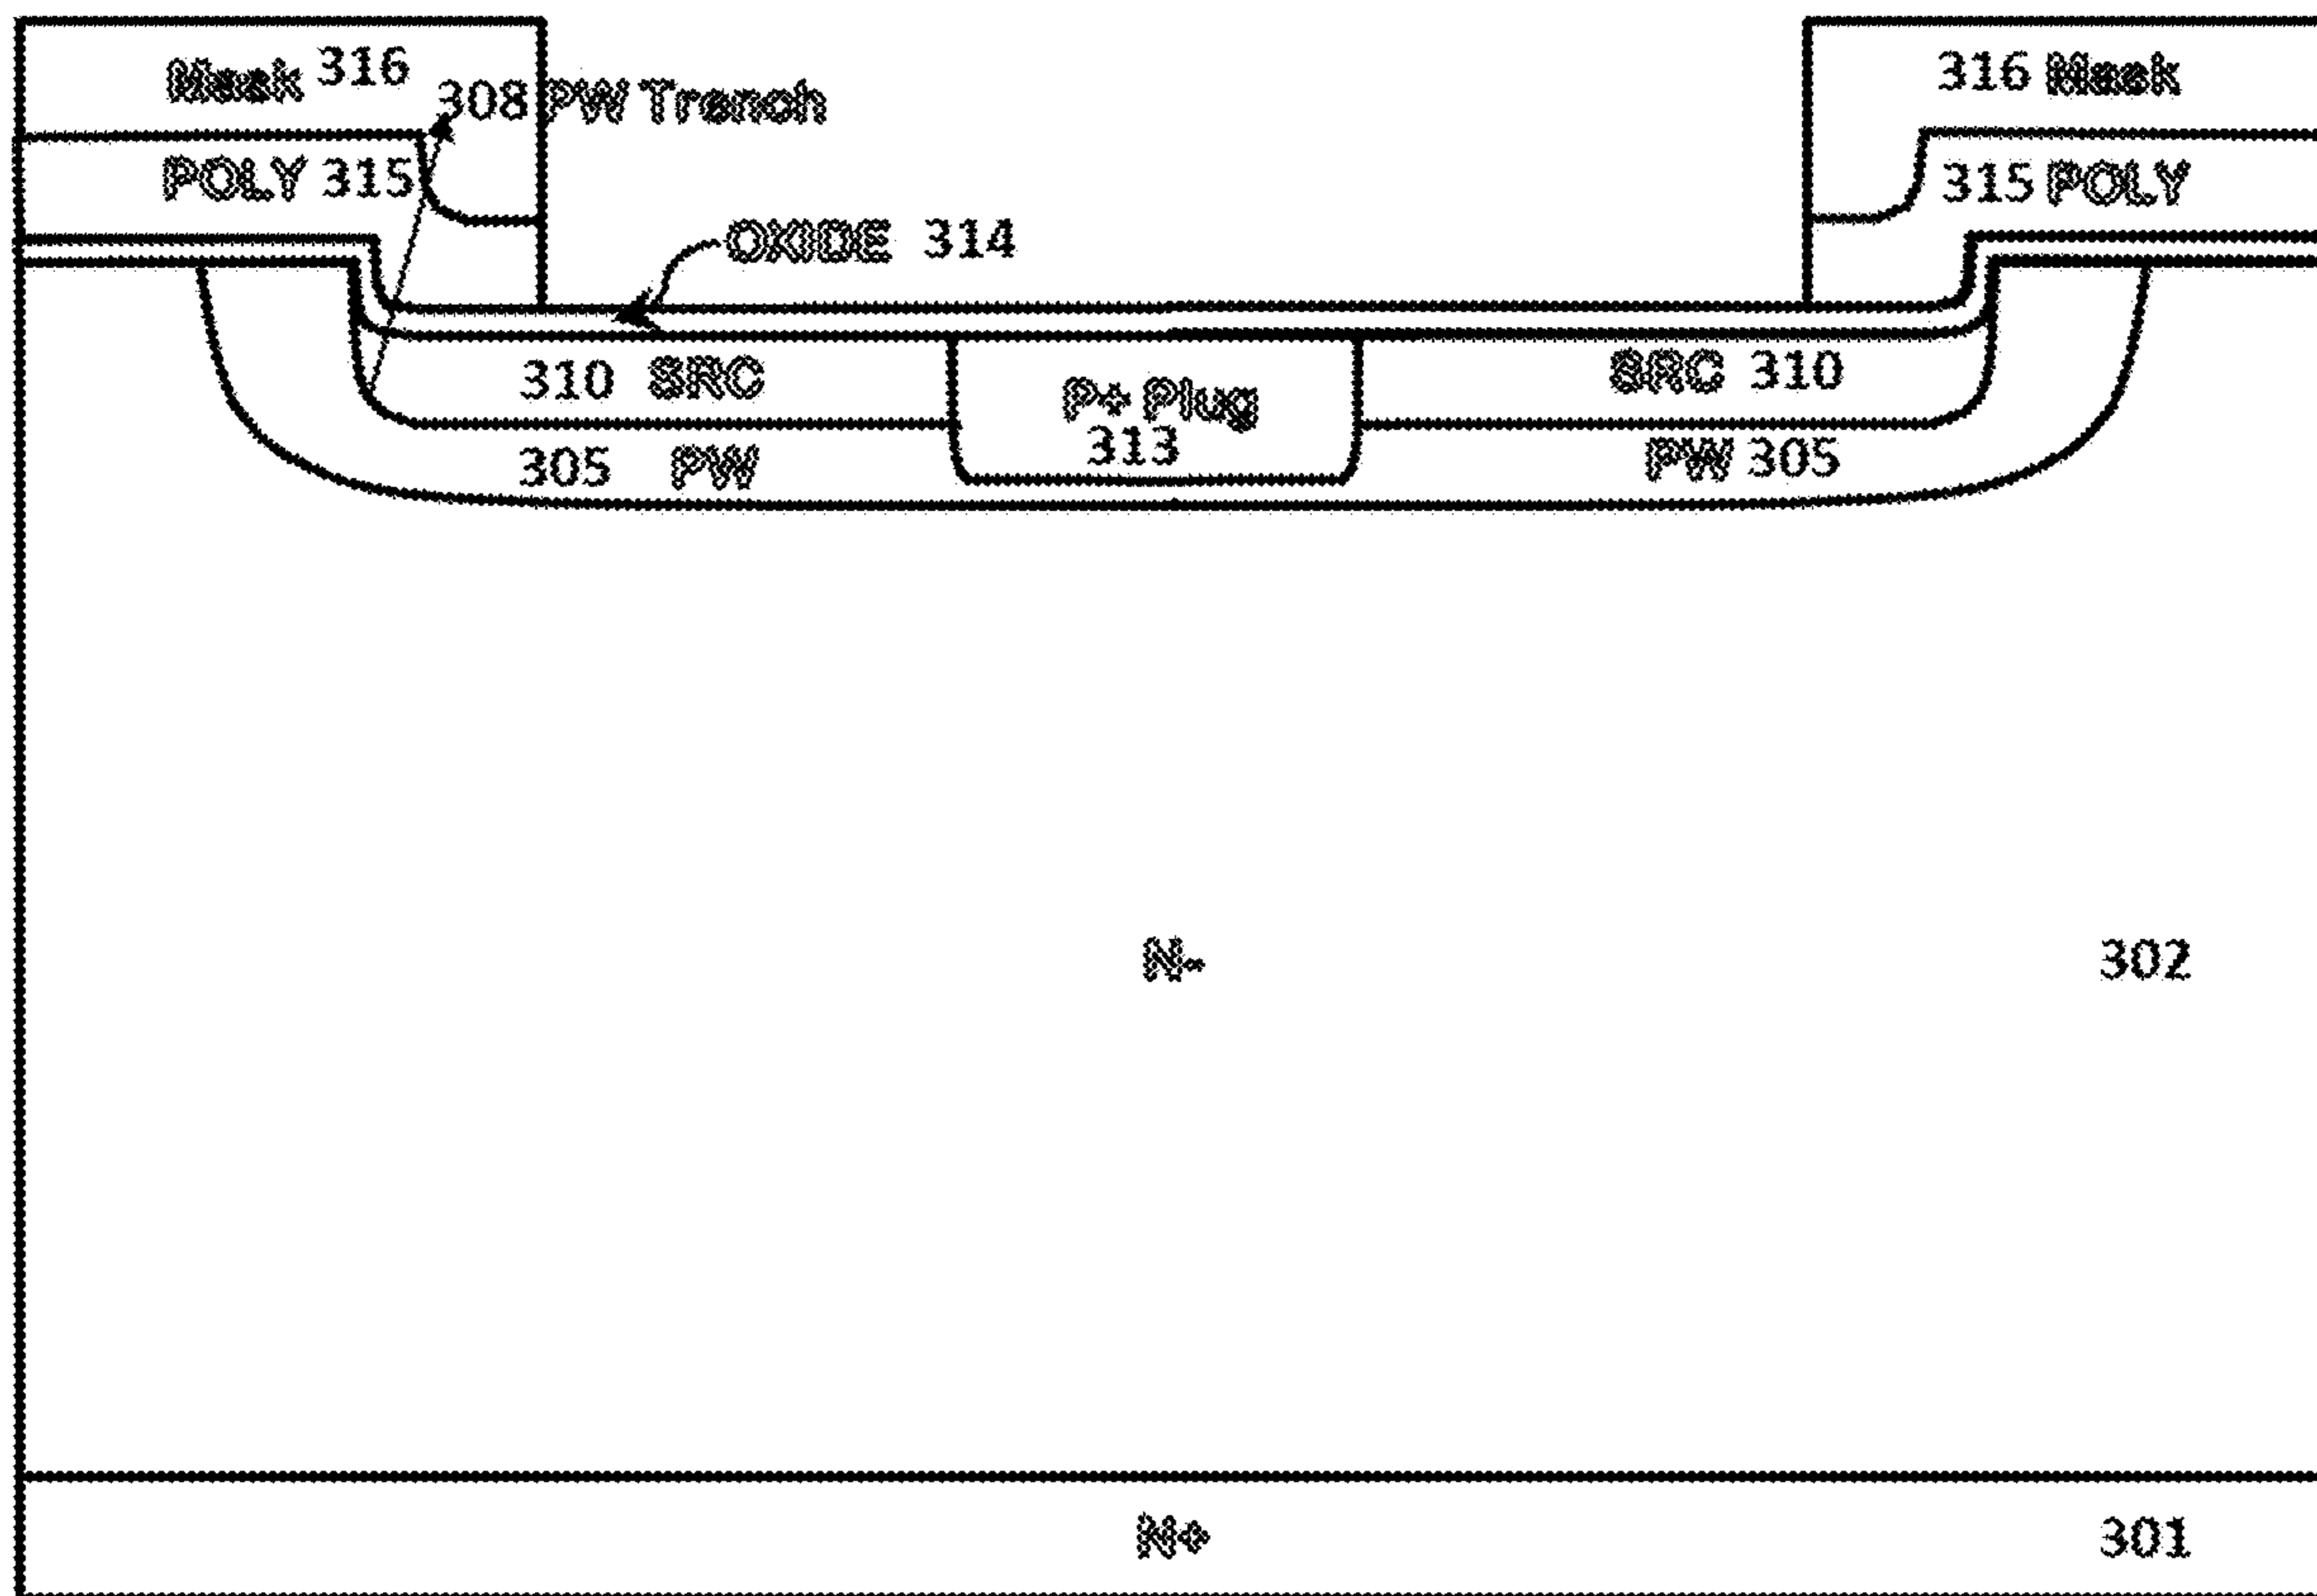 Mask 316
308 PW Trench
316 Mask
POLY 315
315 POLY
OXIDE 314
310 SRC
P+ Plug
313
SRC 310
305 PW
PW 305
N-
302
N+
301